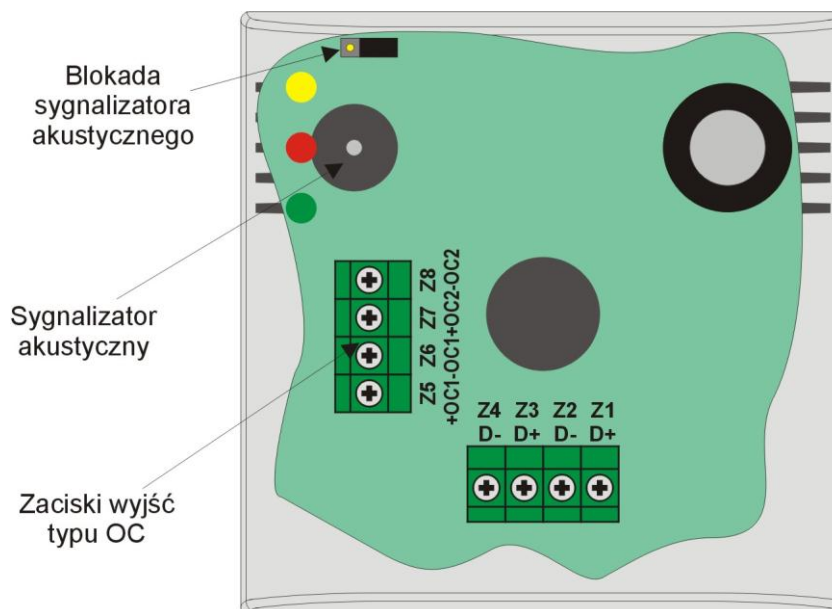 Blokada
sygnalizatora
akustycznego
Sygnalizator
akustyczny
Zaciski wyjść
typu OC
Z5 Z6 Z7 Z8
+OC1-OC1+OC2-OC2
Z4 Z3 Z2 Z1
D- D+ D- D+